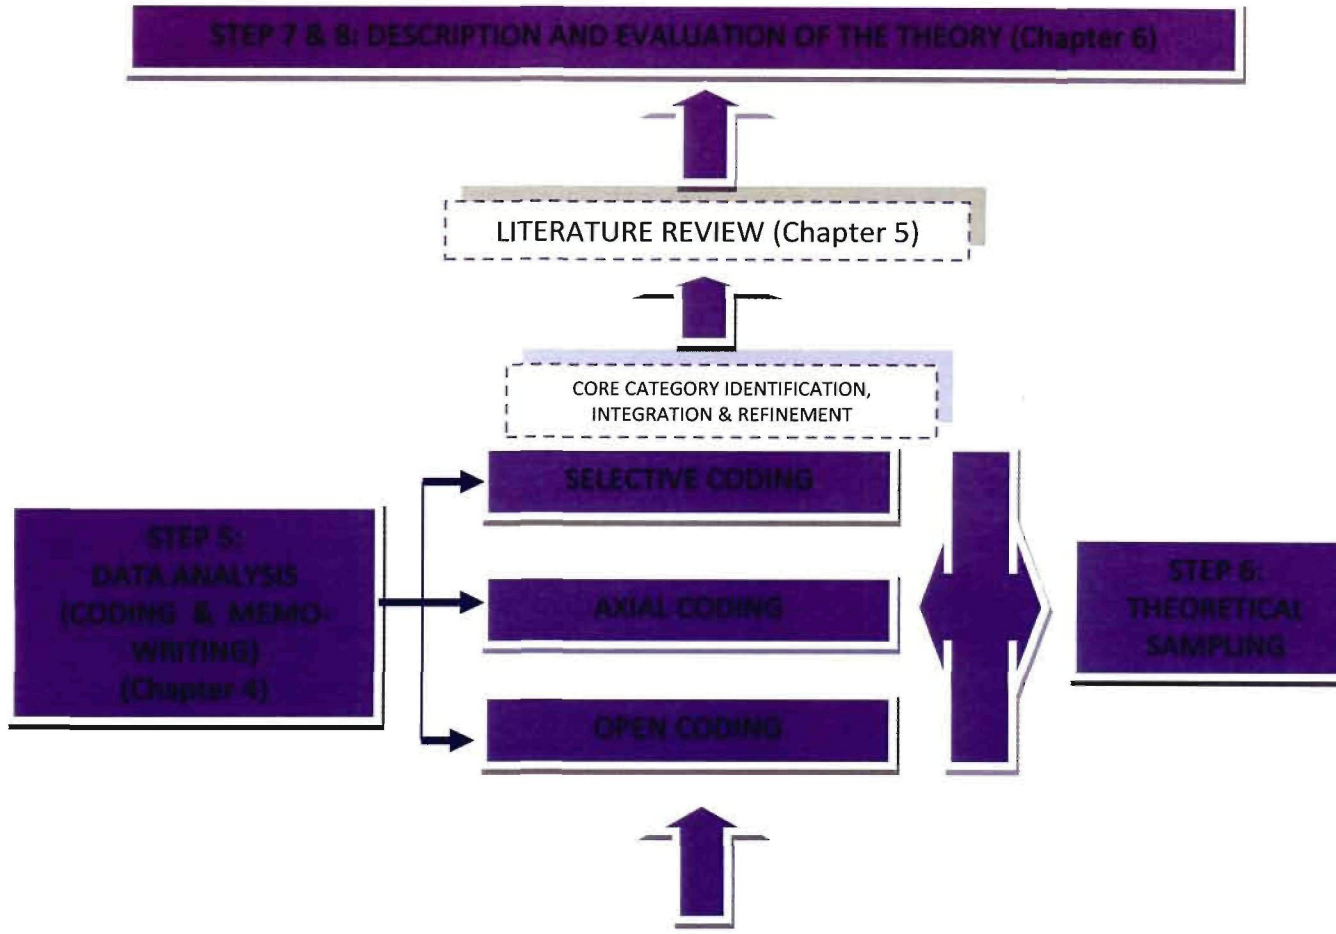 STEP 7 & 8: DESCRIPTION AND EVALUATION OF THE THEORY (Chapter 6)
LITERATURE REVIEW (Chapter 5)
CORE CATEGORY IDENTIFICATION,
INTEGRATION & REFINEMENT
SELECTIVE CODING
STEP 5:
DATA ANALYSIS
(CODING & MEMO-
WRITING)
(Chapter 4)
AXIAL CODING
STEP 6:
THEORETICAL
SAMPLING
OPEN CODING